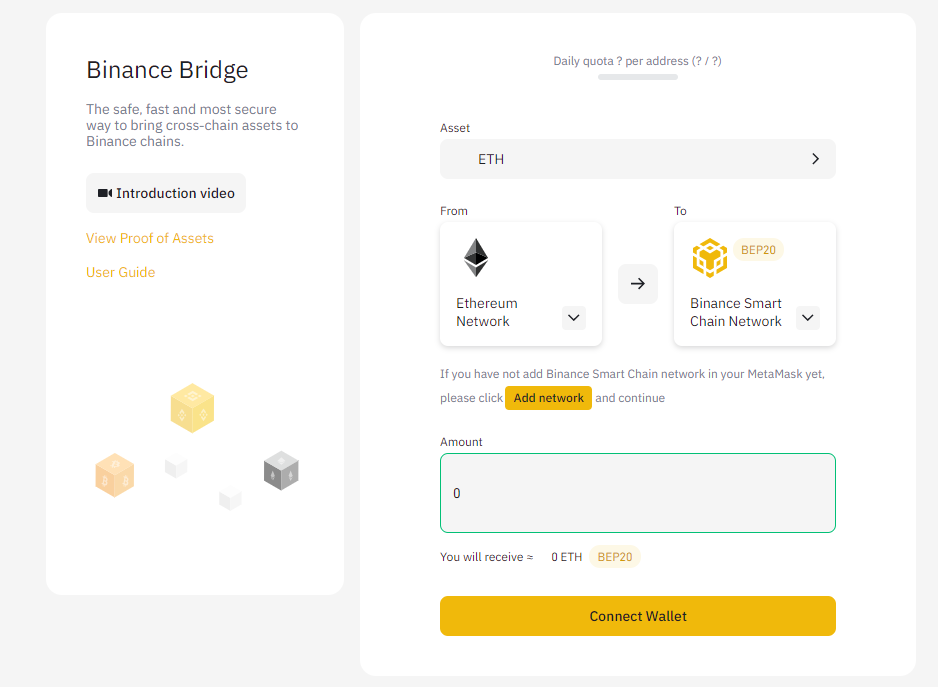 Binance Bridge
The safe, fast and most secure
way to bring cross-chain assets to
Binance chains.
Introduction video
View Proof of Assets
User Guide
Daily quota ? per address (? / ?)
Asset
ETH
From
To
BEP20
Ethereum
Network
Binance Smart
Chain Network
If you have not add Binance Smart Chain network in your MetaMask yet,
please click Add network and continue
Amount
0
You will receive ≈ 0 ETH BEP20
Connect Wallet